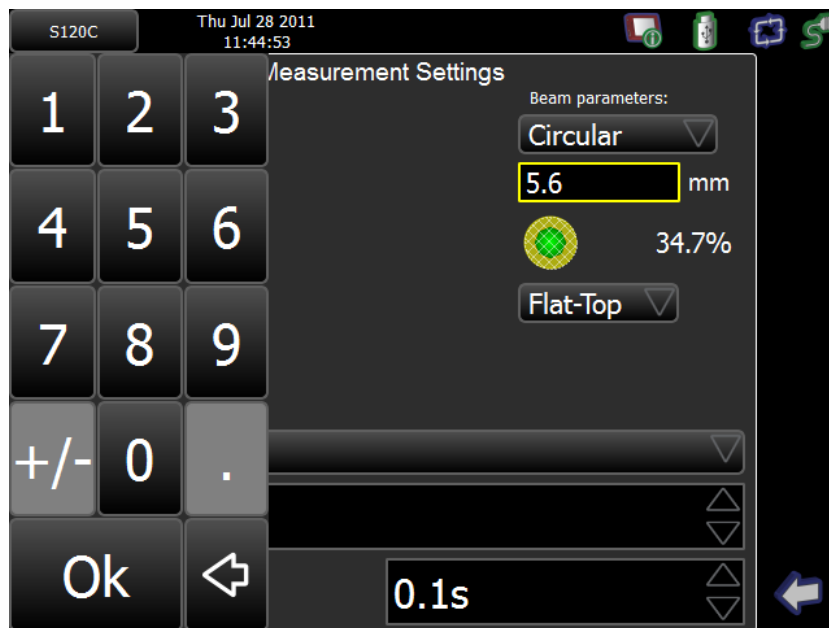 S120C
Thu Jul 28 2011
11:44:53
Measurement Settings
Beam parameters:
Circular
5.6 mm
34.7%
Flat-Top
1 2 3
4 5 6
7 8 9
+/- 0 .
Ok
0.1s